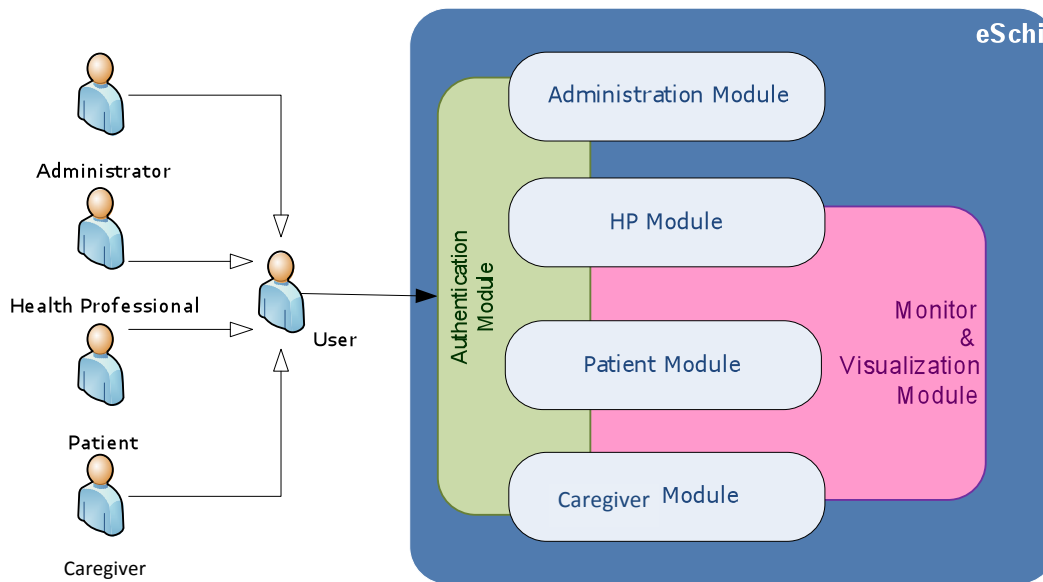 eSchi
Administrator
Health Professional
Patient
Caregiver
User
Authentication
Module
Administration Module
HP Module
Patient Module
Caregiver Module
Monitor
&
Visualization
Module